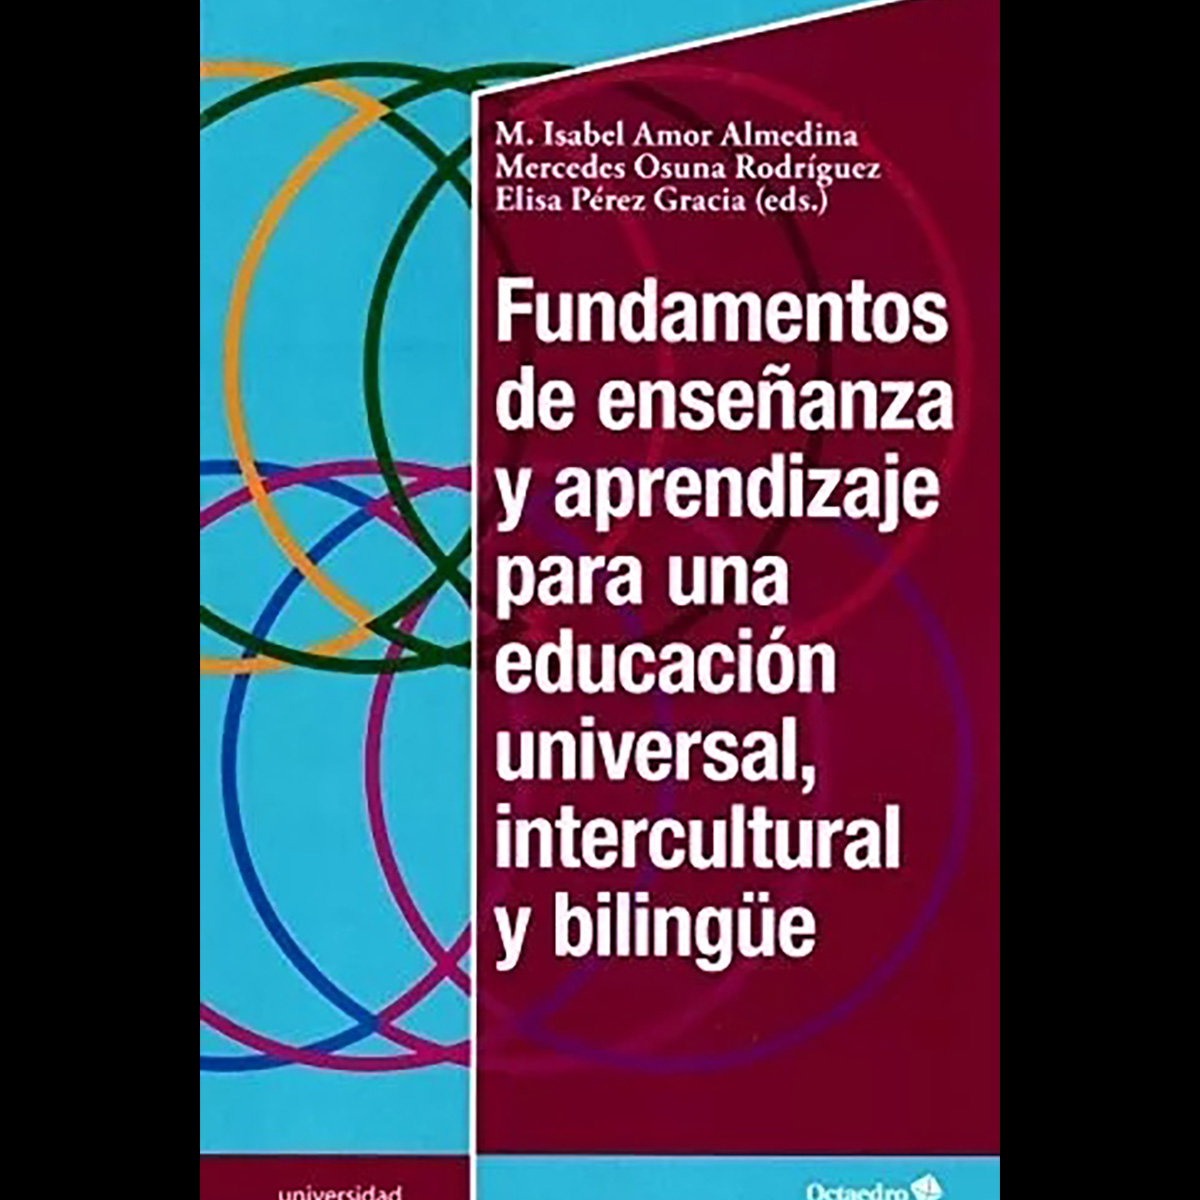 M. Isabel Amor Almedina
Mercedes Osuna Rodríguez
Elisa Pérez Gracia (eds.)
Fundamentos
de enseñanza
y aprendizaje
para una
educación
universal,
intercultural
y bilingüe
universidad
Octaedro